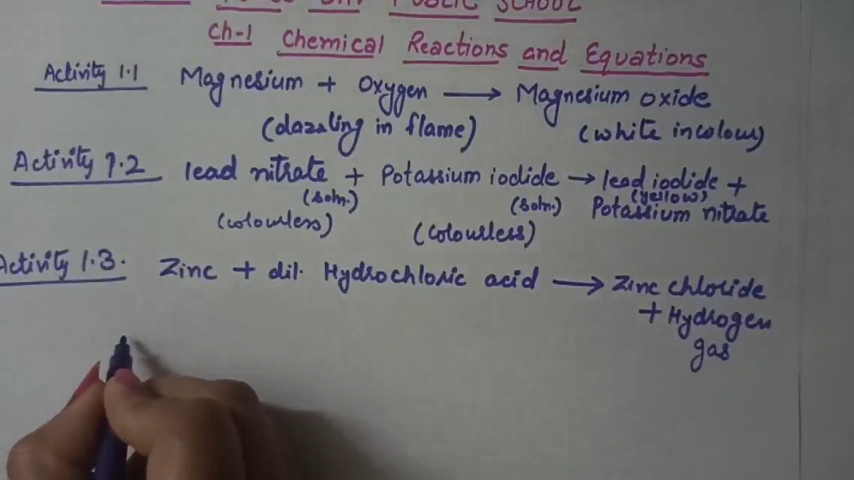 PUBLIC SCHOOL
Ch-1 Chemical Reactions and Equations
Activity 1.1 Magnesium + Oxygen → Magnesium oxide
(dazzling in flame) (white in colour)
Activity 1.2 lead nitrate + Potassium iodide → lead iodide +
(soln.) (soln.) (yellow)
(colourless) (colourless) Potassium nitrate
Activity 1.3. Zinc + dil. Hydrochloric acid → Zinc chloride
+ Hydrogen
gas